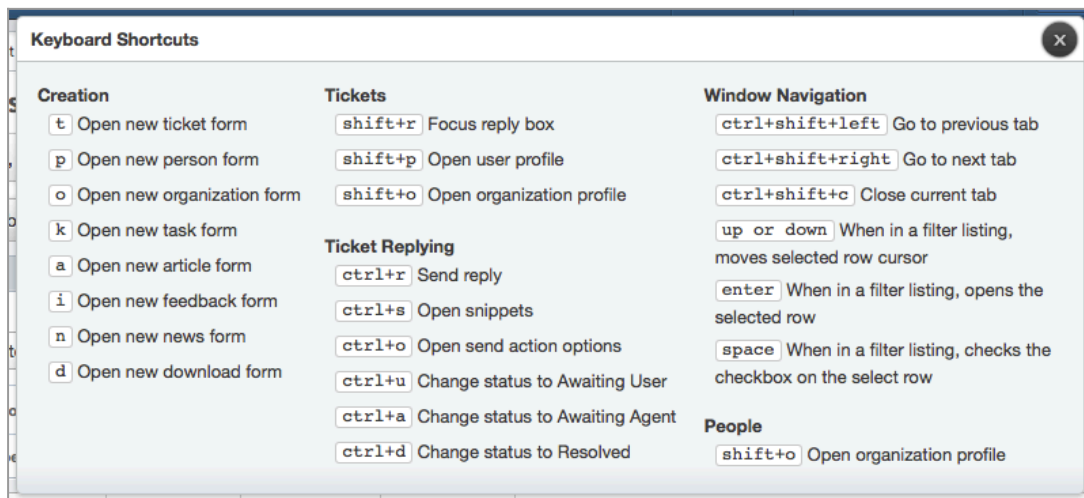 Keyboard Shortcuts
x
Creation
t Open new ticket form
p Open new person form
o Open new organization form
k Open new task form
a Open new article form
i Open new feedback form
n Open new news form
d Open new download form
Tickets
shift+r Focus reply box
shift+p Open user profile
shift+o Open organization profile
Ticket Replying
ctrl+r Send reply
ctrl+s Open snippets
ctrl+o Open send action options
ctrl+u Change status to Awaiting User
ctrl+a Change status to Awaiting Agent
ctrl+d Change status to Resolved
Window Navigation
ctrl+shift+left Go to previous tab
ctrl+shift+right Go to next tab
ctrl+shift+c Close current tab
up or down When in a filter listing,
moves selected row cursor
enter When in a filter listing, opens the
selected row
space When in a filter listing, checks the
checkbox on the select row
People
shift+o Open organization profile